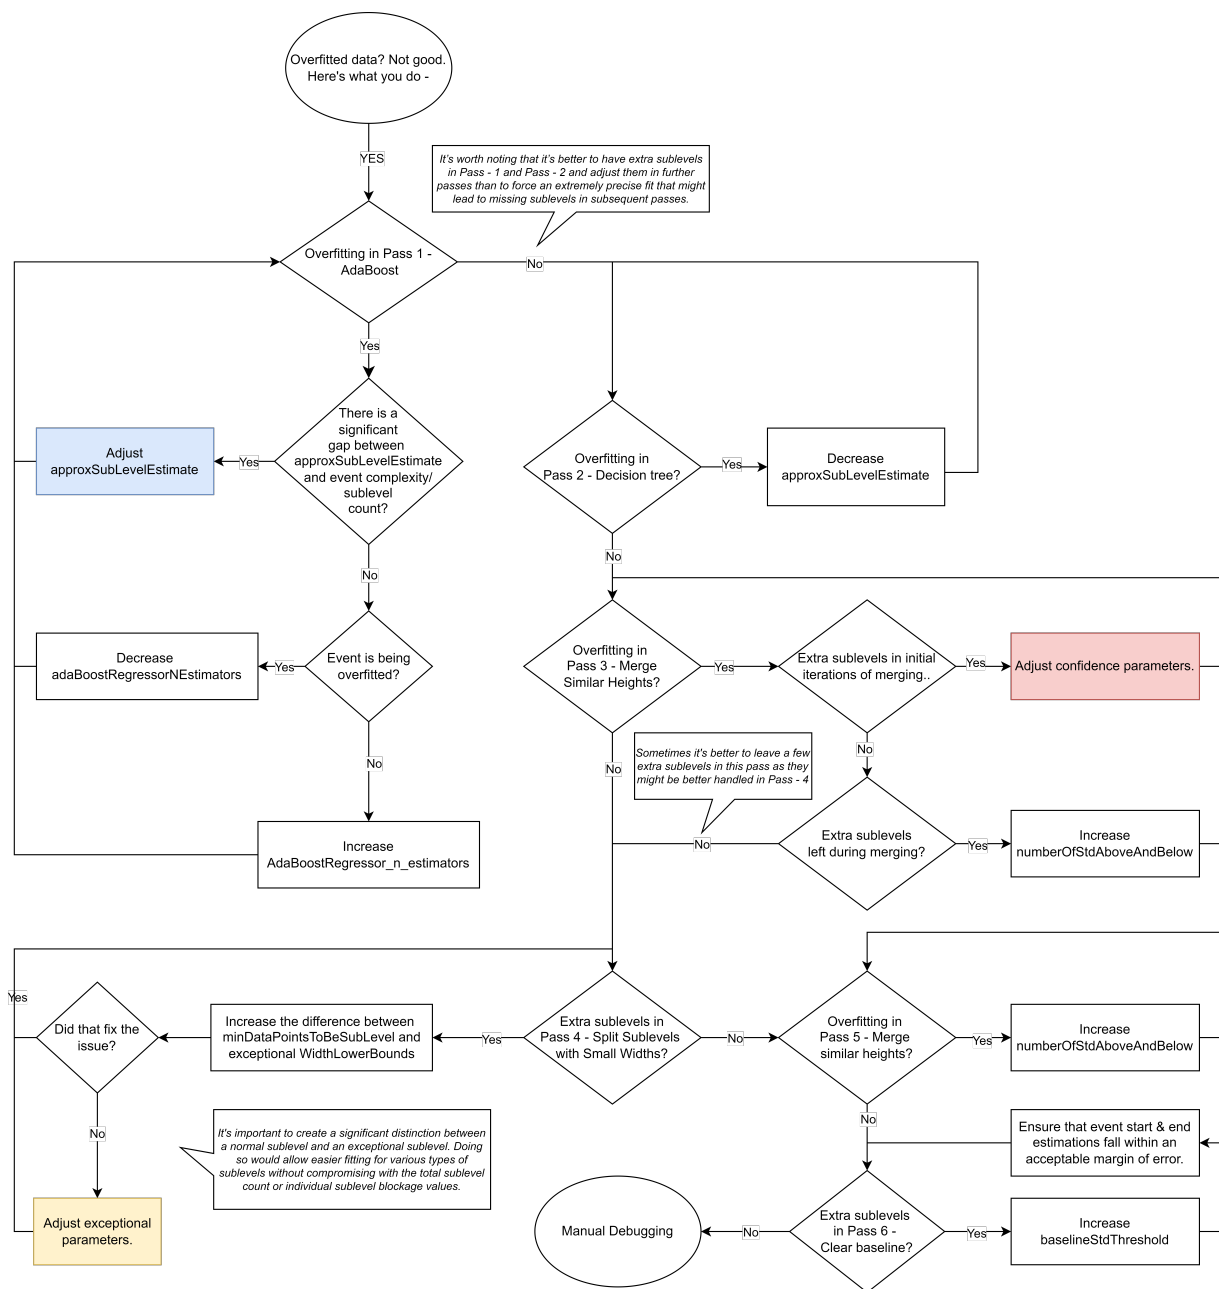 Overfitted data? Not good.
Here's what you do -
YES
It's worth noting that it's better to have extra sublevels
in Pass - 1 and Pass - 2 and adjust them in further
passes than to force an extremely precise fit that might
lead to missing sublevels in subsequent passes.
Overfitting in Pass 1 -
AdaBoost
No
Yes
There is a
significant
gap between
approxSubLevelEstimate
and event complexity/
sublevel
count?
Yes
Adjust
approxSubLevelEstimate
Overfitting in
Pass 2 - Decision tree?
Yes
Decrease
approxSubLevelEstimate
No
No
Event is being
overfitted?
Yes
Decrease
adaBoostRegressorNEstimators
Overfitting in
Pass 3 - Merge
Similar Heights?
Yes
Extra sublevels in initial
iterations of merging..
Yes
Adjust confidence parameters.
No
No
No
Sometimes it's better to leave a few
extra sublevels in this pass as they
might be better handled in Pass - 4
Increase
AdaBoostRegressor_n_estimators
No
Extra sublevels
left during merging?
Yes
Increase
numberOfStdAboveAndBelow
Yes
Did that fix the
issue?
Increase the difference between
minDataPointsToBeSubLevel and
exceptional WidthLowerBounds
Yes
Extra sublevels in
Pass 4 - Split Sublevels
with Small Widths?
No
Overfitting in
Pass 5 - Merge
similar heights?
Yes
Increase
numberOfStdAboveAndBelow
No
No
It's important to create a significant distinction between
a normal sublevel and an exceptional sublevel. Doing
so would allow easier fitting for various types of
sublevels without compromising with the total sublevel
count or individual sublevel blockage values.
Ensure that event start & end
estimations fall within an
acceptable margin of error.
Adjust exceptional
parameters.
Manual Debugging
No
Extra sublevels
in Pass 6 -
Clear baseline?
Yes
Increase
baselineStdThreshold